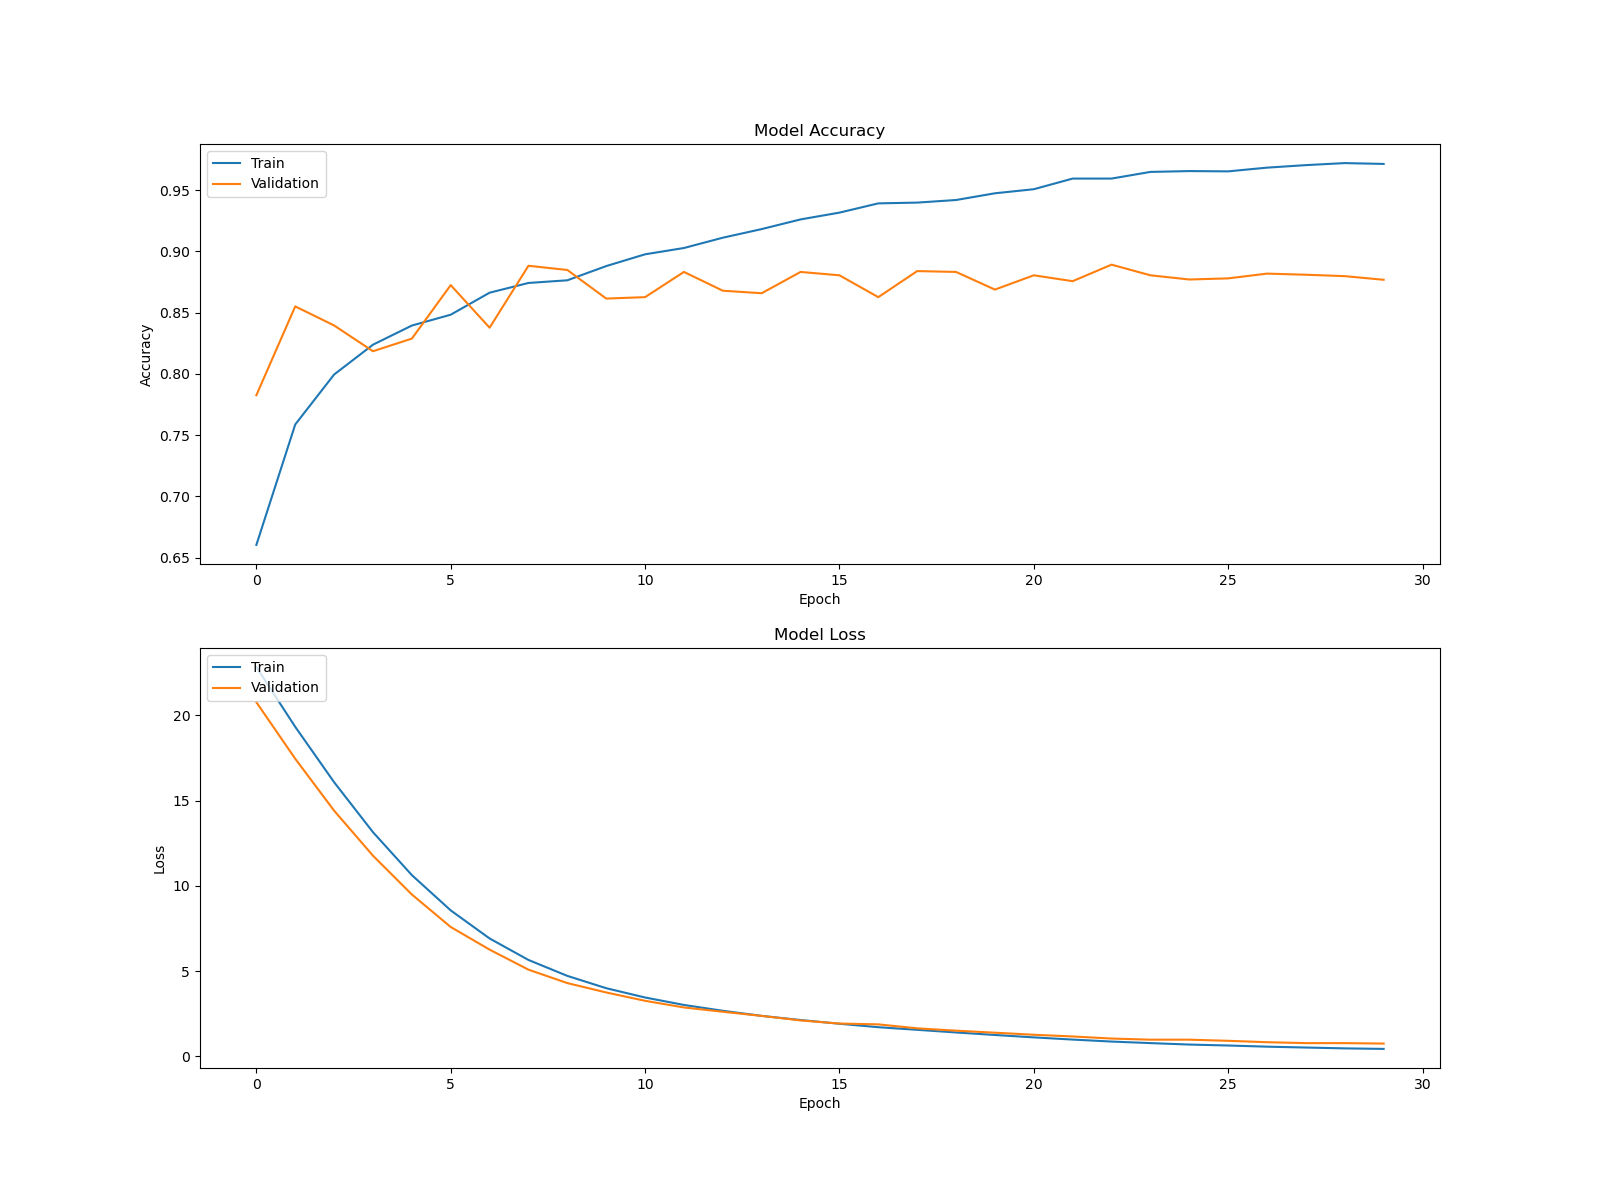 Model Accuracy
Train
Validation
0.95
0.90
0.85
0.80
0.75
0.70
0.65
Accuracy
0 5 10 15 20 25 30
Epoch
Model Loss
Train
Validation
20
15
10
5
0
Loss
0 5 10 15 20 25 30
Epoch